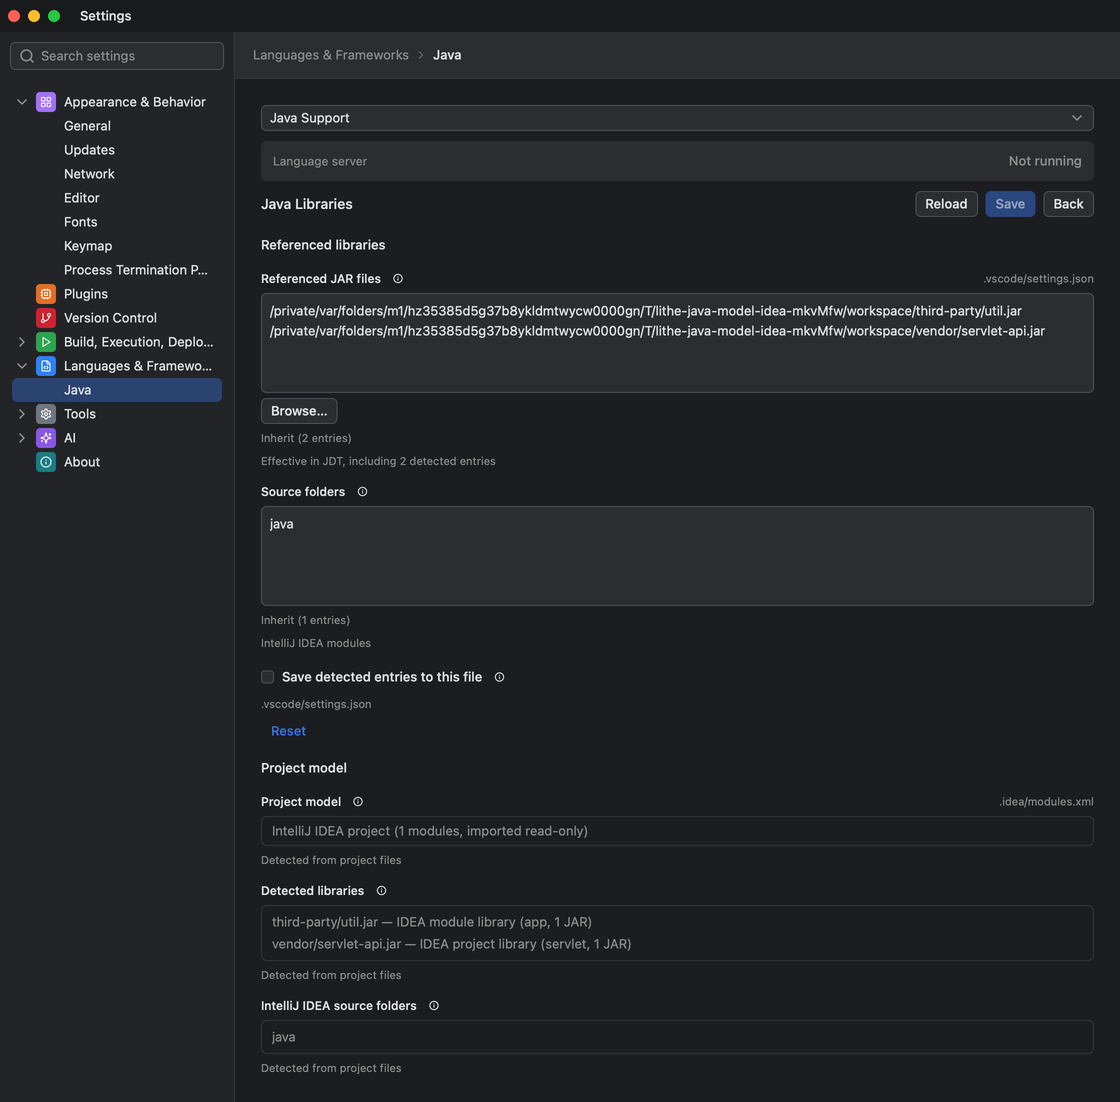 Settings
Search settings
Appearance & Behavior
General
Updates
Network
Editor
Fonts
Keymap
Process Termination P...
Plugins
Version Control
Build, Execution, Deplo...
Languages & Framewo...
Java
Tools
AI
About
Languages & Frameworks > Java
Java Support
Language server Not running
Java Libraries Reload Save Back
Referenced libraries
Referenced JAR files .vscode/settings.json
/private/var/folders/m1/hz35385d5g37b8ykldmtwycw0000gn/T/lithe-java-model-idea-mkvMfw/workspace/third-party/util.jar
/private/var/folders/m1/hz35385d5g37b8ykldmtwycw0000gn/T/lithe-java-model-idea-mkvMfw/workspace/vendor/servlet-api.jar
Browse...
Inherit (2 entries)
Effective in JDT, including 2 detected entries
Source folders
java
Inherit (1 entries)
IntelliJ IDEA modules
Save detected entries to this file
.vscode/settings.json
Reset
Project model
Project model .idea/modules.xml
IntelliJ IDEA project (1 modules, imported read-only)
Detected from project files
Detected libraries
third-party/util.jar — IDEA module library (app, 1 JAR)
vendor/servlet-api.jar — IDEA project library (servlet, 1 JAR)
Detected from project files
IntelliJ IDEA source folders
java
Detected from project files